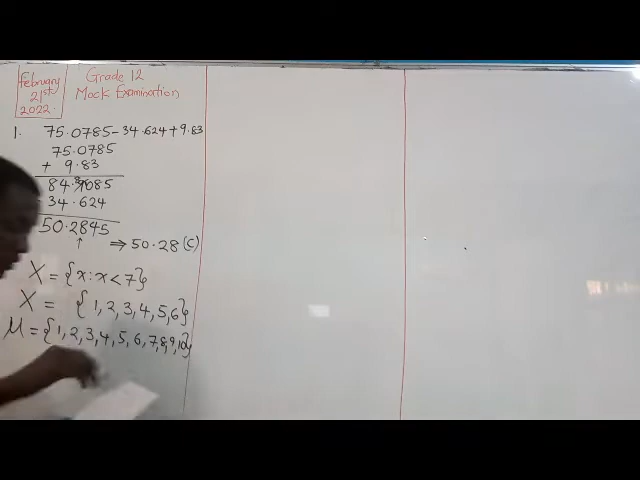 February
21st
2022.
Grade 12
Mock Examination
1. 75.0785-34.624+9.83
75.0785
+ 9.83
84.9085
34.624
50.2845
↑
⇒50.28(C)
X = {x:x<7}
X = {1,2,3,4,5,6}
μ={1,2,3,4,5,6,7,8,9,10}